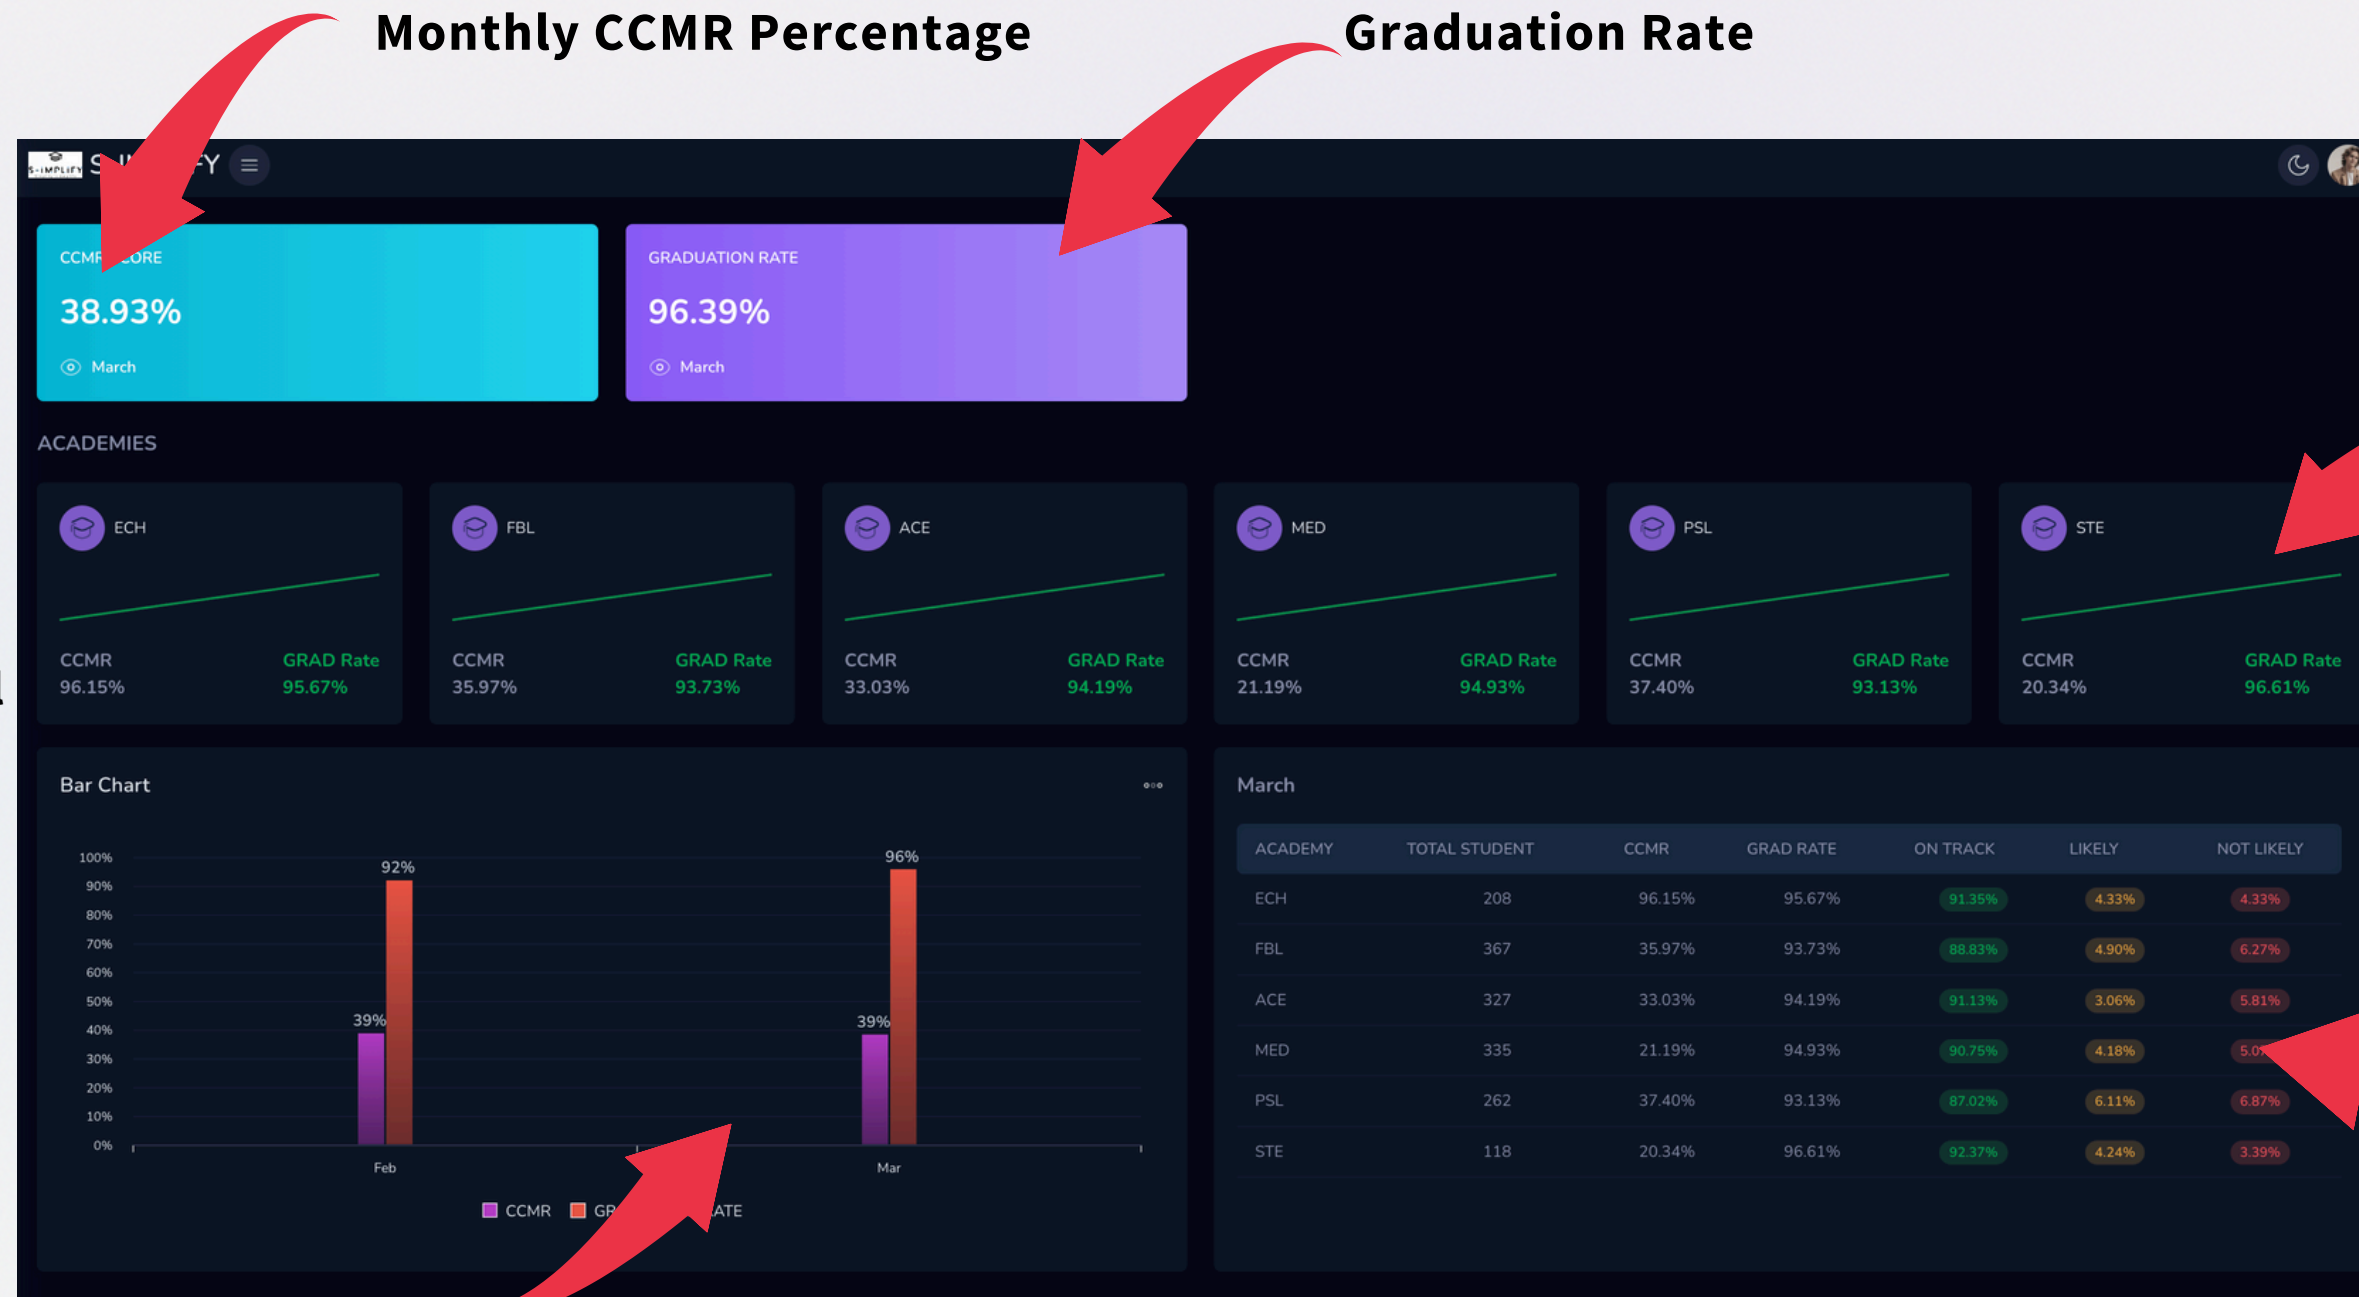 Monthly CCMR Percentage
Graduation Rate
S-IMPLIFY
38.93%
March
GRADUATION RATE
96.39%
March
ACADEMIES
ECH
CCMR GRAD Rate
96.15% 95.67%
FBL
CCMR GRAD Rate
35.97% 93.73%
ACE
CCMR GRAD Rate
33.03% 94.19%
MED
CCMR GRAD Rate
21.19% 94.93%
PSL
CCMR GRAD Rate
37.40% 93.13%
STE
CCMR GRAD Rate
20.34% 96.61%
Bar Chart
100%
90%
80%
70%
60%
50%
40%
30%
20%
10%
0%
39% 92%
39% 96%
Feb Mar
CCMR
March
ACADEMY TOTAL STUDENT CCMR GRAD RATE ON TRACK LIKELY NOT LIKELY
ECH 208 96.15% 95.67% 91.35% 4.33% 4.33%
FBL 367 35.97% 93.73% 88.83% 4.90% 6.27%
ACE 327 33.03% 94.19% 91.13% 3.06% 5.81%
MED 335 21.19% 94.93% 90.75% 4.18%
PSL 262 37.40% 93.13% 87.02% 6.11% 6.87%
STE 118 20.34% 96.61% 92.37% 4.24% 3.39%